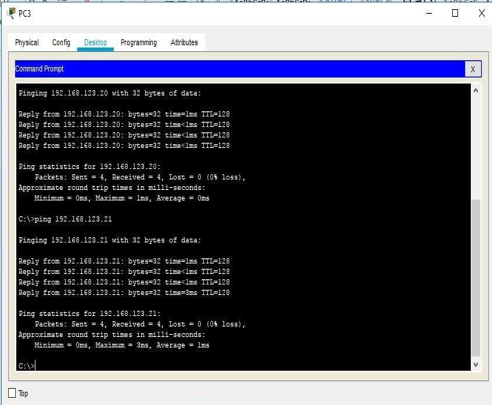 PC3
Physical Config Desktop Programming Attributes
Command Prompt
X
Pinging 192.168.123.20 with 32 bytes of data:
Reply from 192.168.123.20: bytes=32 time=1ms TTL=128
Reply from 192.168.123.20: bytes=32 time<1ms TTL=128
Reply from 192.168.123.20: bytes=32 time<1ms TTL=128
Reply from 192.168.123.20: bytes=32 time<1ms TTL=128
Ping statistics for 192.168.123.20:
Packets: Sent = 4, Received = 4, Lost = 0 (0% loss),
Approximate round trip times in milli-seconds:
Minimum = 0ms, Maximum = 1ms, Average = 0ms
C:\>ping 192.168.123.21
Pinging 192.168.123.21 with 32 bytes of data:
Reply from 192.168.123.21: bytes=32 time=1ms TTL=128
Reply from 192.168.123.21: bytes=32 time<1ms TTL=128
Reply from 192.168.123.21: bytes=32 time<1ms TTL=128
Reply from 192.168.123.21: bytes=32 time=3ms TTL=128
Ping statistics for 192.168.123.21:
Packets: Sent = 4, Received = 4, Lost = 0 (0% loss),
Approximate round trip times in milli-seconds:
Minimum = 0ms, Maximum = 3ms, Average = 1ms
C:\>
Top